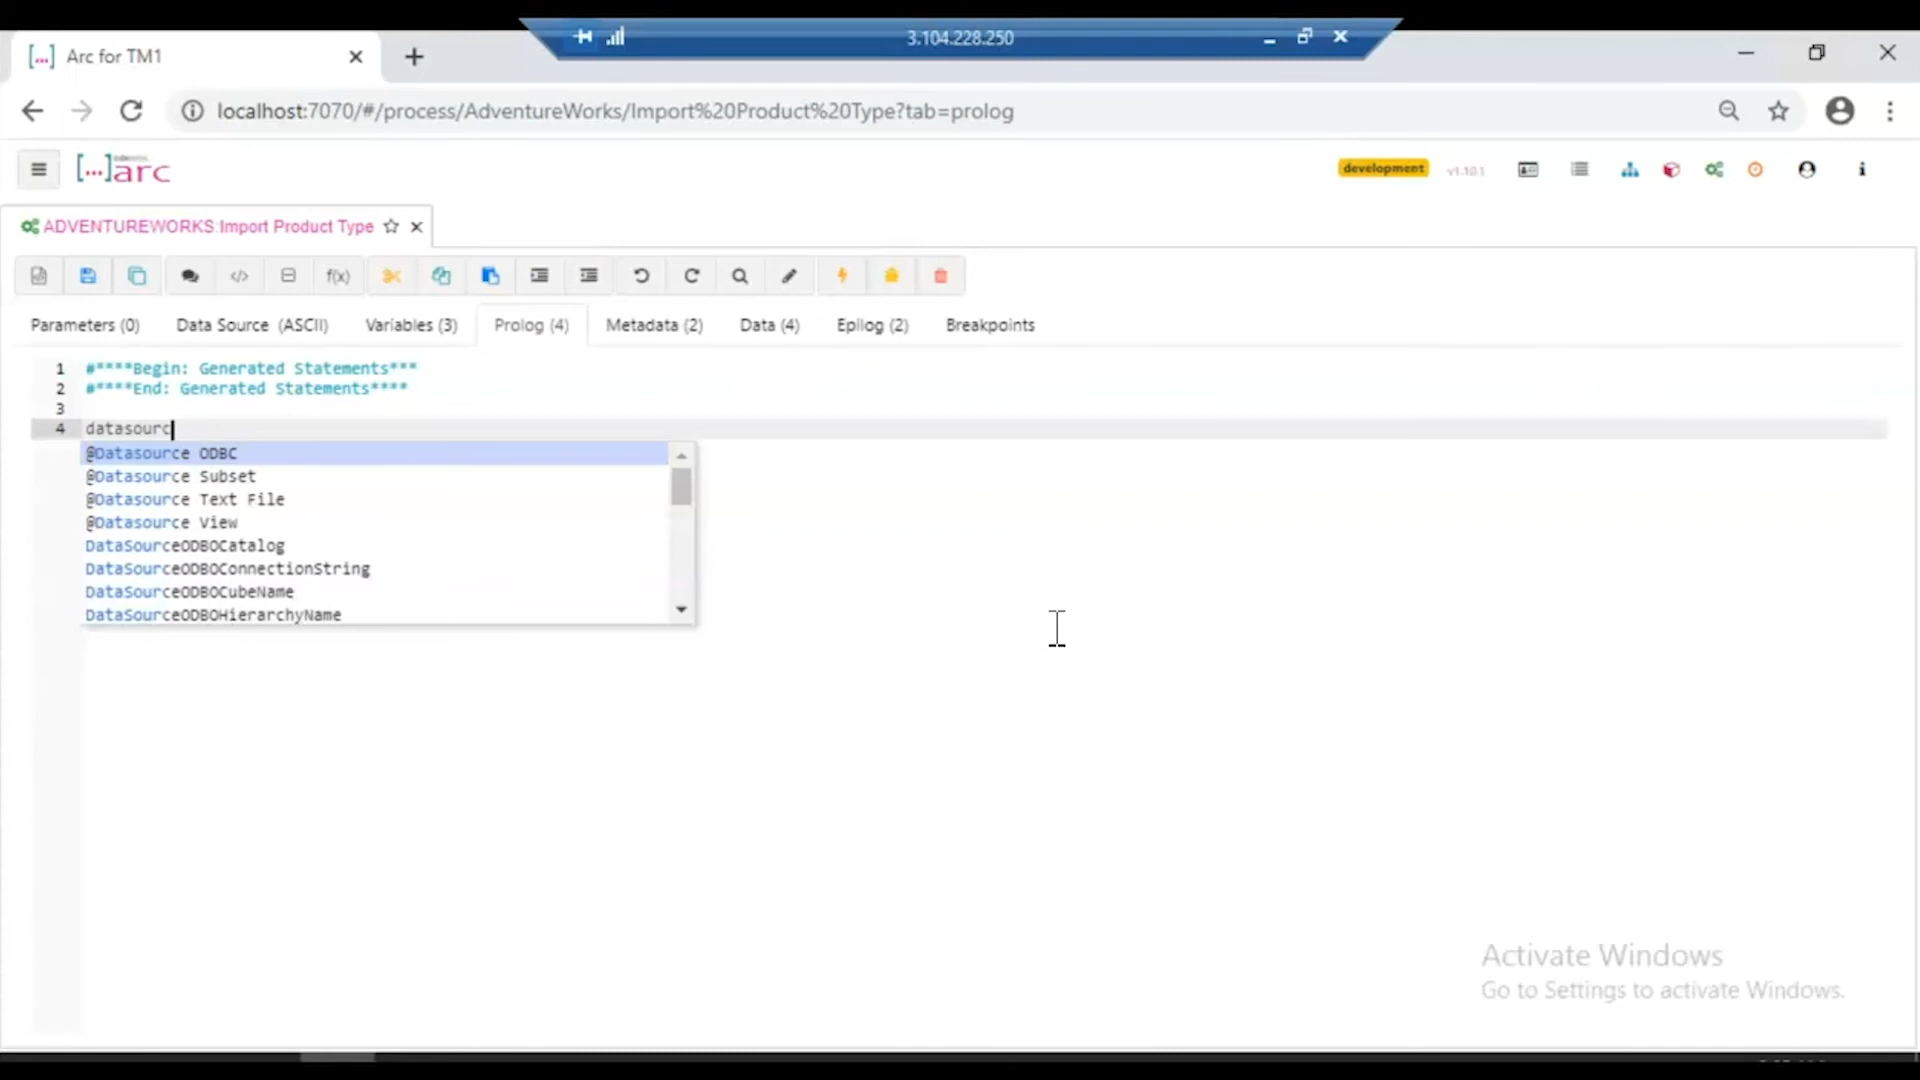 3.104.228.250
[...] Arc for TM1
localhost:7070/#/process/AdventureWorks/Import%20Product%20Type?tab=prolog
[...]arc
development
v1.10.1
ADVENTUREWORKS:Import Product Type
f(x)
Parameters (0) Data Source (ASCII) Variables (3) Prolog (4) Metadata (2) Data (4) Epilog (2) Breakpoints
1 #****Begin: Generated Statements***
2 #****End: Generated Statements****
3
4 datasourc
@Datasource ODBC
@Datasource Subset
@Datasource Text File
@Datasource View
DataSourceODBOCatalog
DataSourceODBOConnectionString
DataSourceODBOCubeName
DataSourceODBOHierarchyName
Activate Windows
Go to Settings to activate Windows.